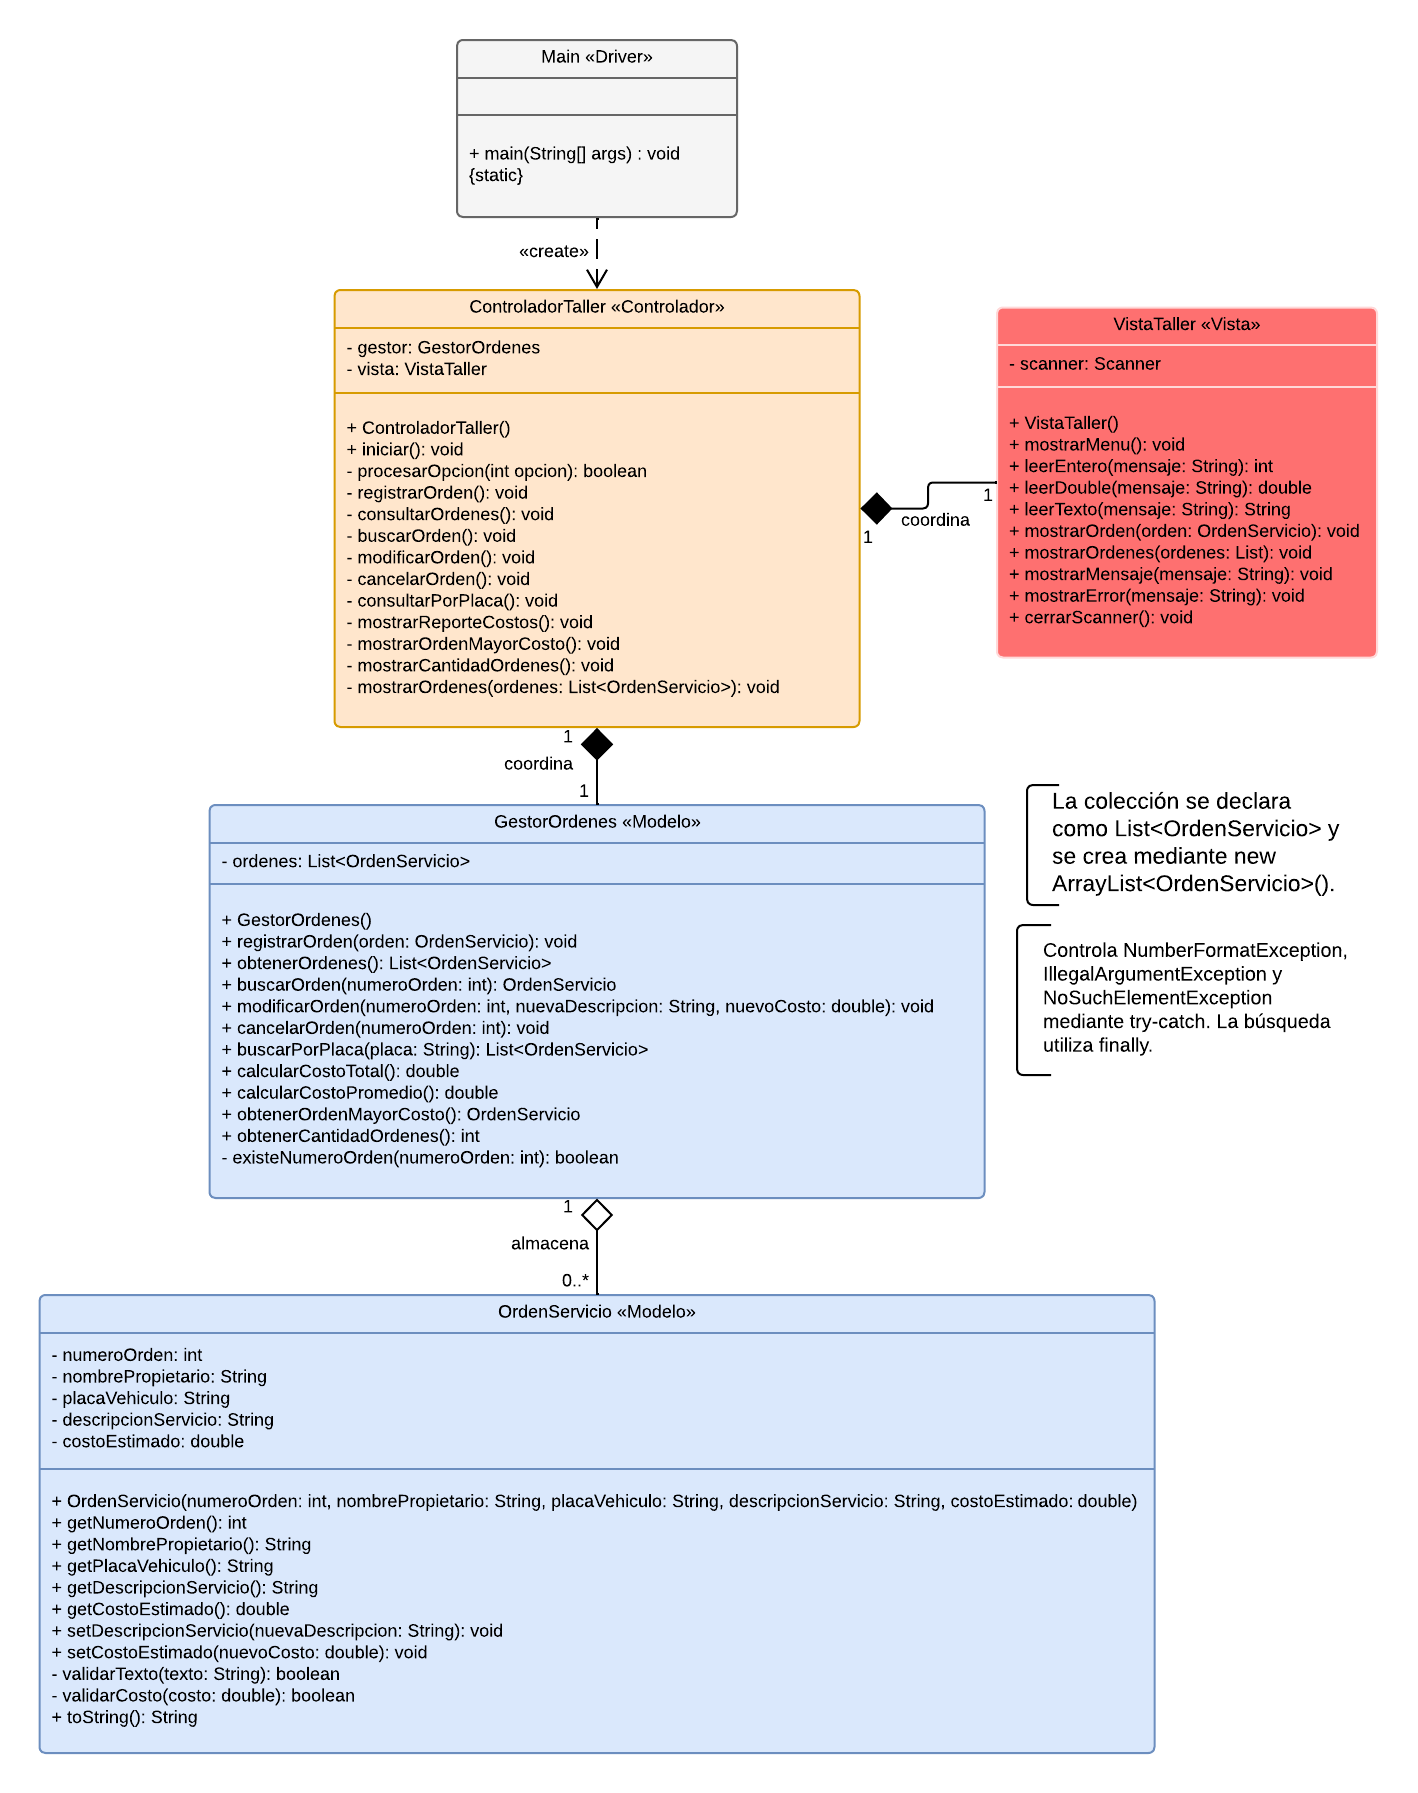 Main «Driver»
+ main(String[] args) : void
{static}
«create»
ControladorTaller «Controlador»
- gestor: GestorOrdenes
- vista: VistaTaller
+ ControladorTaller()
+ iniciar(): void
- procesarOpcion(int opcion): boolean
- registrarOrden(): void
- consultarOrdenes(): void
- buscarOrden(): void
- modificarOrden(): void
- cancelarOrden(): void
- consultarPorPlaca(): void
- mostrarReporteCostos(): void
- mostrarOrdenMayorCosto(): void
- mostrarCantidadOrdenes(): void
- mostrarOrdenes(ordenes: List<OrdenServicio>): void
1
coordina
1
VistaTaller «Vista»
- scanner: Scanner
+ VistaTaller()
+ mostrarMenu(): void
+ leerEntero(mensaje: String): int
+ leerDouble(mensaje: String): double
+ leerTexto(mensaje: String): String
+ mostrarOrden(orden: OrdenServicio): void
+ mostrarOrdenes(ordenes: List): void
+ mostrarMensaje(mensaje: String): void
+ mostrarError(mensaje: String): void
+ cerrarScanner(): void
1
coordina
1
GestorOrdenes «Modelo»
- ordenes: List<OrdenServicio>
+ GestorOrdenes()
+ registrarOrden(orden: OrdenServicio): void
+ obtenerOrdenes(): List<OrdenServicio>
+ buscarOrden(numeroOrden: int): OrdenServicio
+ modificarOrden(numeroOrden: int, nuevaDescripcion: String, nuevoCosto: double): void
+ cancelarOrden(numeroOrden: int): void
+ buscarPorPlaca(placa: String): List<OrdenServicio>
+ calcularCostoTotal(): double
+ calcularCostoPromedio(): double
+ obtenerOrdenMayorCosto(): OrdenServicio
+ obtenerCantidadOrdenes(): int
- existeNumeroOrden(numeroOrden: int): boolean
La colección se declara
como List<OrdenServicio> y
se crea mediante new
ArrayList<OrdenServicio>().
Controla NumberFormatException,
IllegalArgumentException y
NoSuchElementException
mediante try-catch. La búsqueda
utiliza finally.
1
almacena
0..*
OrdenServicio «Modelo»
- numeroOrden: int
- nombrePropietario: String
- placaVehiculo: String
- descripcionServicio: String
- costoEstimado: double
+ OrdenServicio(numeroOrden: int, nombrePropietario: String, placaVehiculo: String, descripcionServicio: String, costoEstimado: double)
+ getNumeroOrden(): int
+ getNombrePropietario(): String
+ getPlacaVehiculo(): String
+ getDescripcionServicio(): String
+ getCostoEstimado(): double
+ setDescripcionServicio(nuevaDescripcion: String): void
+ setCostoEstimado(nuevoCosto: double): void
- validarTexto(texto: String): boolean
- validarCosto(costo: double): boolean
+ toString(): String